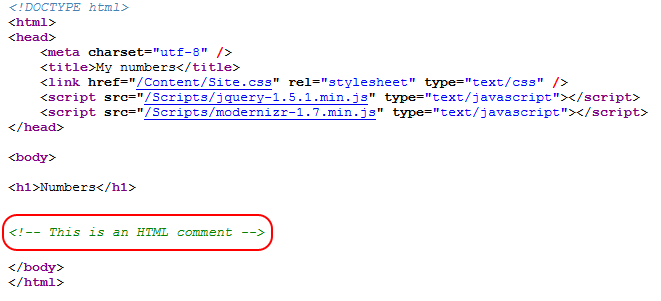 <!DOCTYPE html>
<html>
<head>
    <meta charset="utf-8" />
    <title>My numbers</title>
    <link href="/Content/Site.css" rel="stylesheet" type="text/css" />
    <script src="/Scripts/jquery-1.5.1.min.js" type="text/javascript"></script>
    <script src="/Scripts/modernizr-1.7.min.js" type="text/javascript"></script>
</head>
<body>
<h1>Numbers</h1>
<!-- This is an HTML comment -->
</body>
</html>